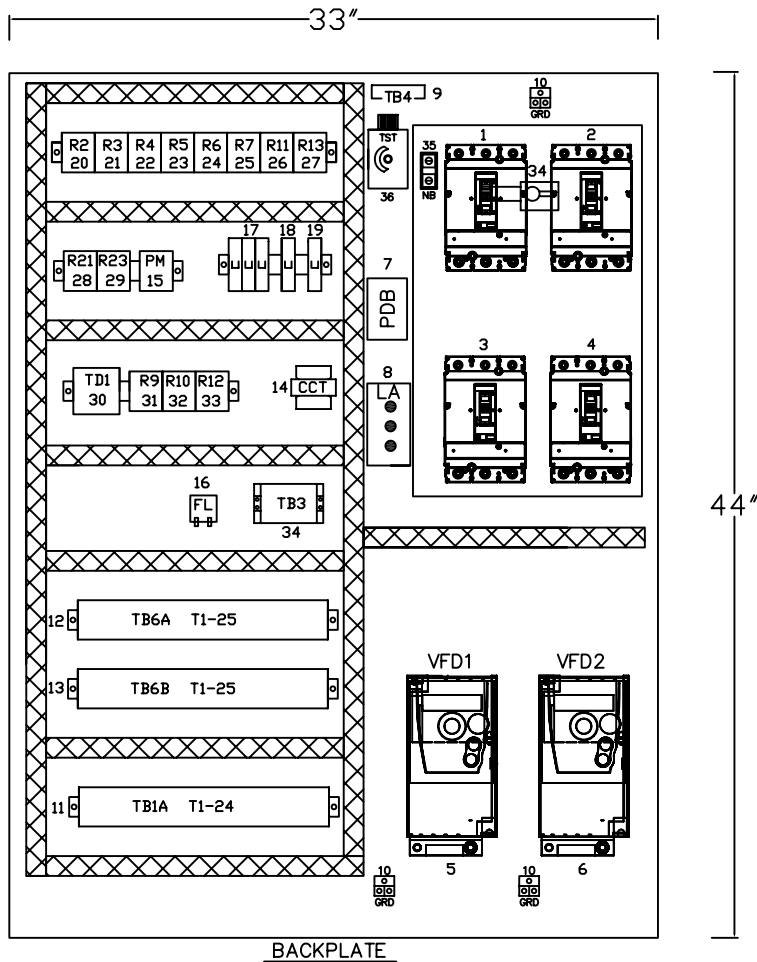 33"
TB4 9
10
GRD
R2 R3 R4 R5 R6 R7 R11 R13
20 21 22 23 24 25 26 27
TST
36
35
NB
1 2
34
R21 R23 PM
28 29 15
17 18 19
7
PDB
3 4
TD1
30
R9 R10 R12
31 32 33
14 CCT
8
LA
16
FL
TB3
34
44"
12 TB6A T1-25
13 TB6B T1-25
VFD1 VFD2
11 TB1A T1-24
5 6
10 10
GRD GRD
BACKPLATE